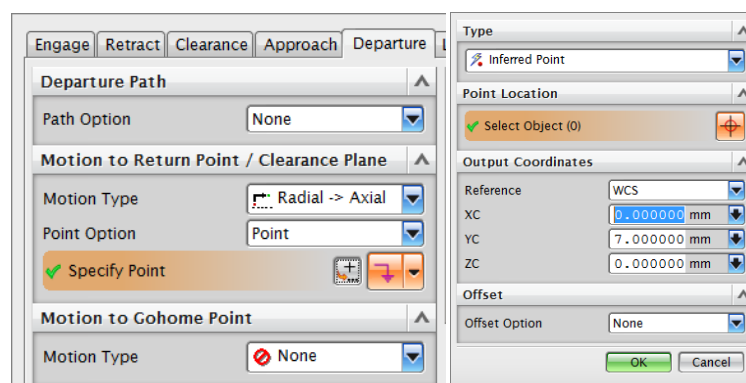 Engage Retract Clearance Approach Departure
Departure Path
Path Option None
Motion to Return Point / Clearance Plane
Motion Type Radial -> Axial
Point Option Point
Specify Point
Motion to Gohome Point
Motion Type None
Type
Inferred Point
Point Location
Select Object (0)
Output Coordinates
Reference WCS
XC 0.000000 mm
YC 7.000000 mm
ZC 0.000000 mm
Offset
Offset Option None
OK Cancel